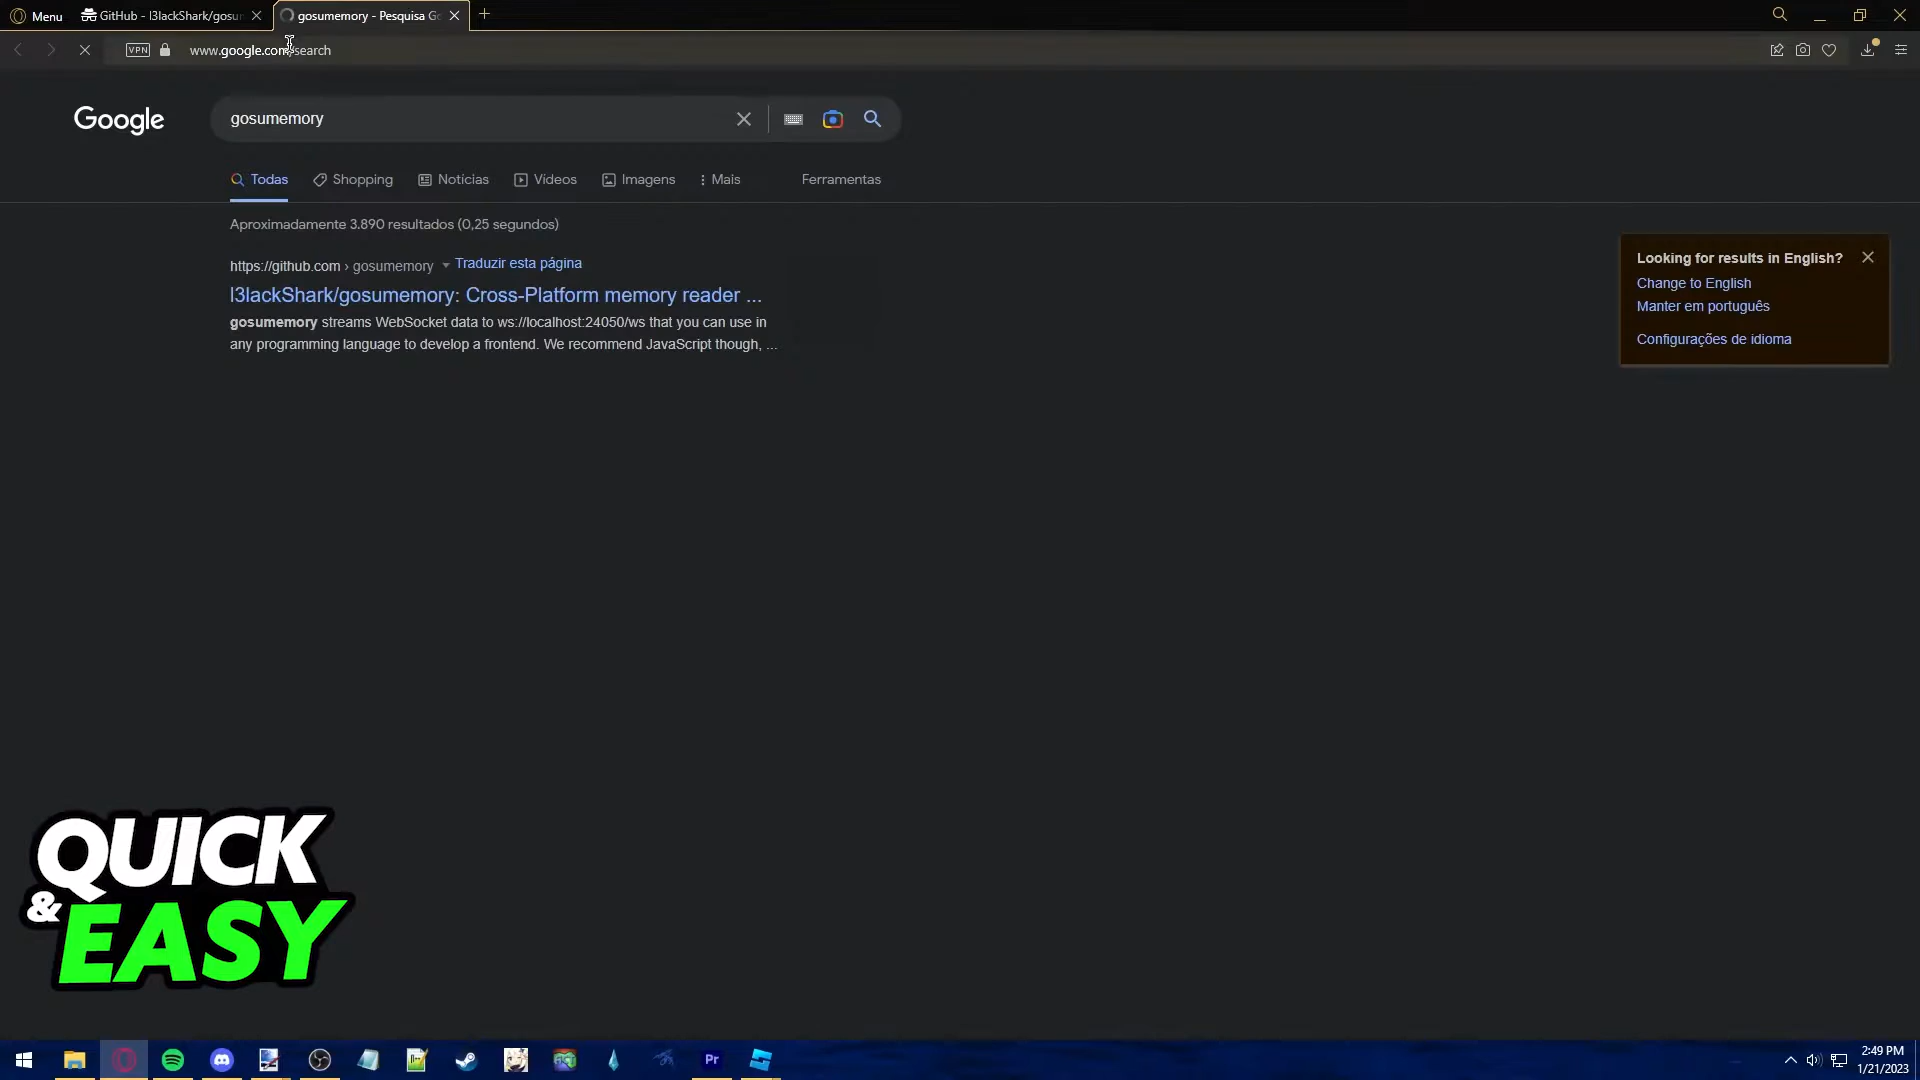 Menu
GitHub - l3lackShark/gosu
gosumemory - Pesquisa Go
VPN
www.google.com/search
Google
gosumemory
Todas
Shopping
Notícias
Vídeos
Imagens
Mais
Ferramentas
Aproximadamente 3.890 resultados (0,25 segundos)
https://github.com › gosumemory
Traduzir esta página
l3lackShark/gosumemory: Cross-Platform memory reader ...
gosumemory streams WebSocket data to ws://localhost:24050/ws that you can use in
any programming language to develop a frontend. We recommend JavaScript though, ...
Looking for results in English?
Change to English
Manter em português
Configurações de idioma
QUICK
& EASY
Pr
2:49 PM
1/21/2023